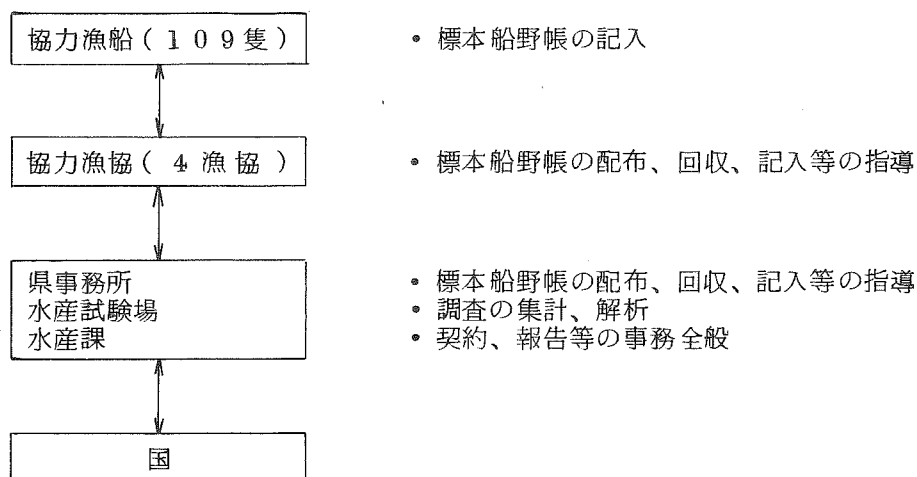 協力漁船（１０９隻）
• 標本船野帳の記入
協力漁協（４漁協）
• 標本船野帳の配布、回収、記入等の指導
県事務所
• 標本船野帳の配布、回収、記入等の指導
水産試験場
• 調査の集計、解析
水産課
• 契約、報告等の事務全般
国